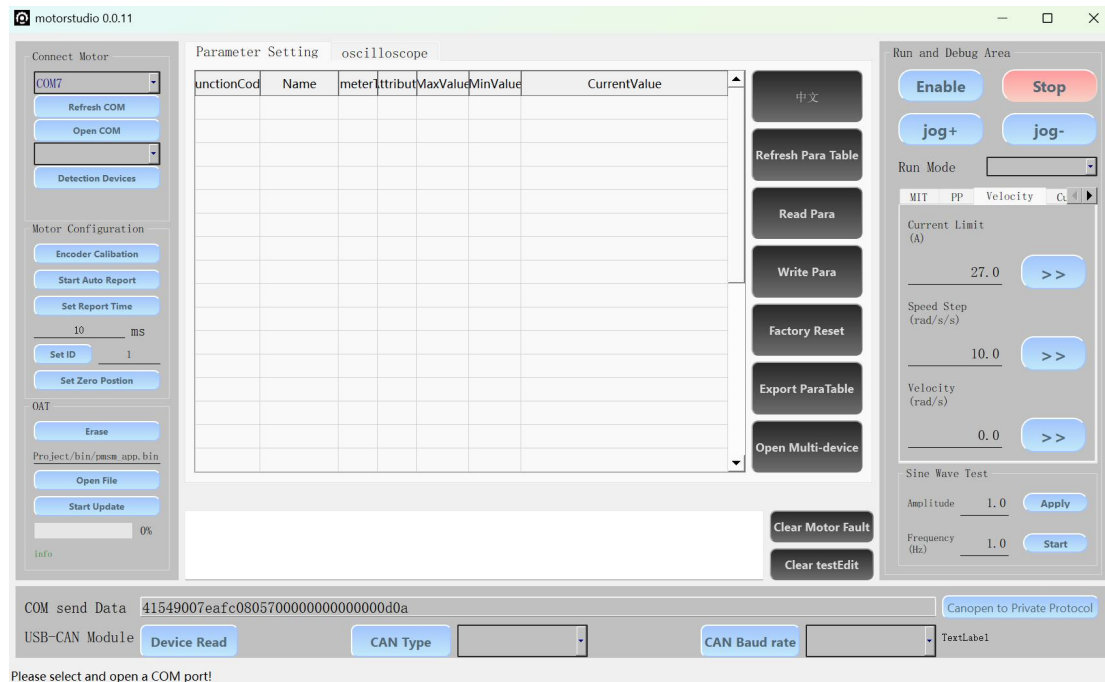 motorstudio 0.0.11
Connect Motor
COM7
Refresh COM
Open COM
Detection Devices
Motor Configuration
Encoder Calibation
Start Auto Report
Set Report Time
10 ms
Set ID 1
Set Zero Postion
OAT
Erase
Project/bin/pmsm_app.bin
Open File
Start Update
0%
info
Parameter Setting oscilloscope
unctionCod Name meterT ttribut MaxValue MinValue CurrentValue
中文
Refresh Para Table
Read Para
Write Para
Factory Reset
Export ParaTable
Open Multi-device
Clear Motor Fault
Clear testEdit
Run and Debug Area
Enable Stop
jog+ jog-
Run Mode
MIT PP Velocity Cu
Current Limit
(A)
27.0 >>
Speed Step
(rad/s/s)
10.0 >>
Velocity
(rad/s)
0.0 >>
Sine Wave Test
Amplitude 1.0 Apply
Frequency
(Hz) 1.0 Start
COM send Data 41549007eafc0805700000000000000d0a Canopen to Private Protocol
USB-CAN Module Device Read CAN Type CAN Baud rate TextLabel
Please select and open a COM port!